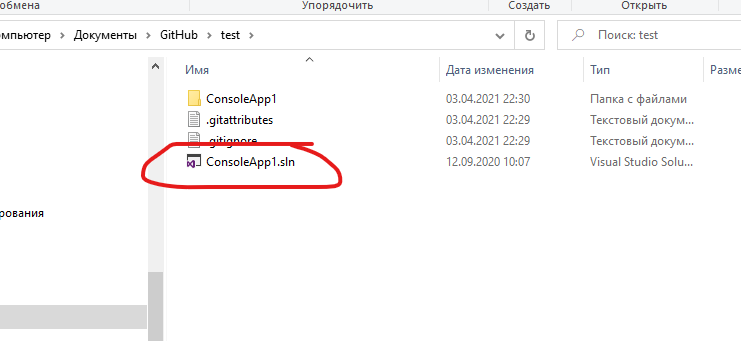 обмена Упорядочить Создать Открыть
омпьютер > Документы > GitHub > test > Поиск: test
Имя Дата изменения Тип Разме
ConsoleApp1 03.04.2021 22:30 Папка с файлами
.gitattributes 03.04.2021 22:29 Текстовый докум...
.gitignore 03.04.2021 22:29 Текстовый докум...
ConsoleApp1.sln 12.09.2020 10:07 Visual Studio Solu...
рования